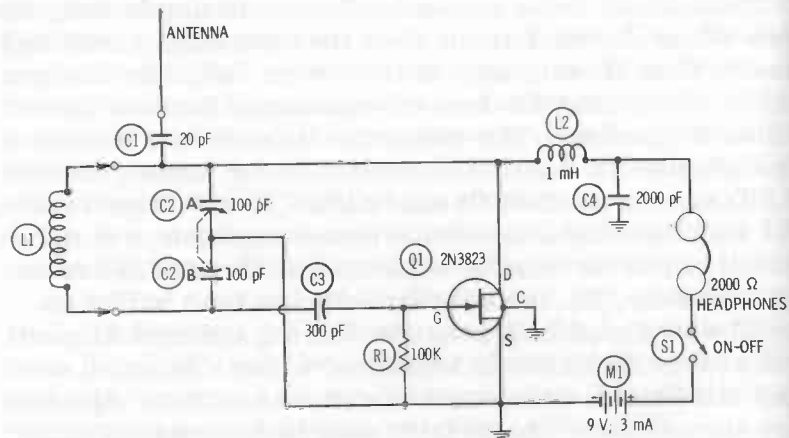 ANTENNA
C1 20 pF
L2
1 mH
C2 A 100 pF
C4 2000 pF
L1
Q1 2N3823
C2 B 100 pF
C3
D
2000 Ω
HEADPHONES
G
C
300 pF
S
S1 ON-OFF
R1 100K
M1
- +
9 V; 3 mA